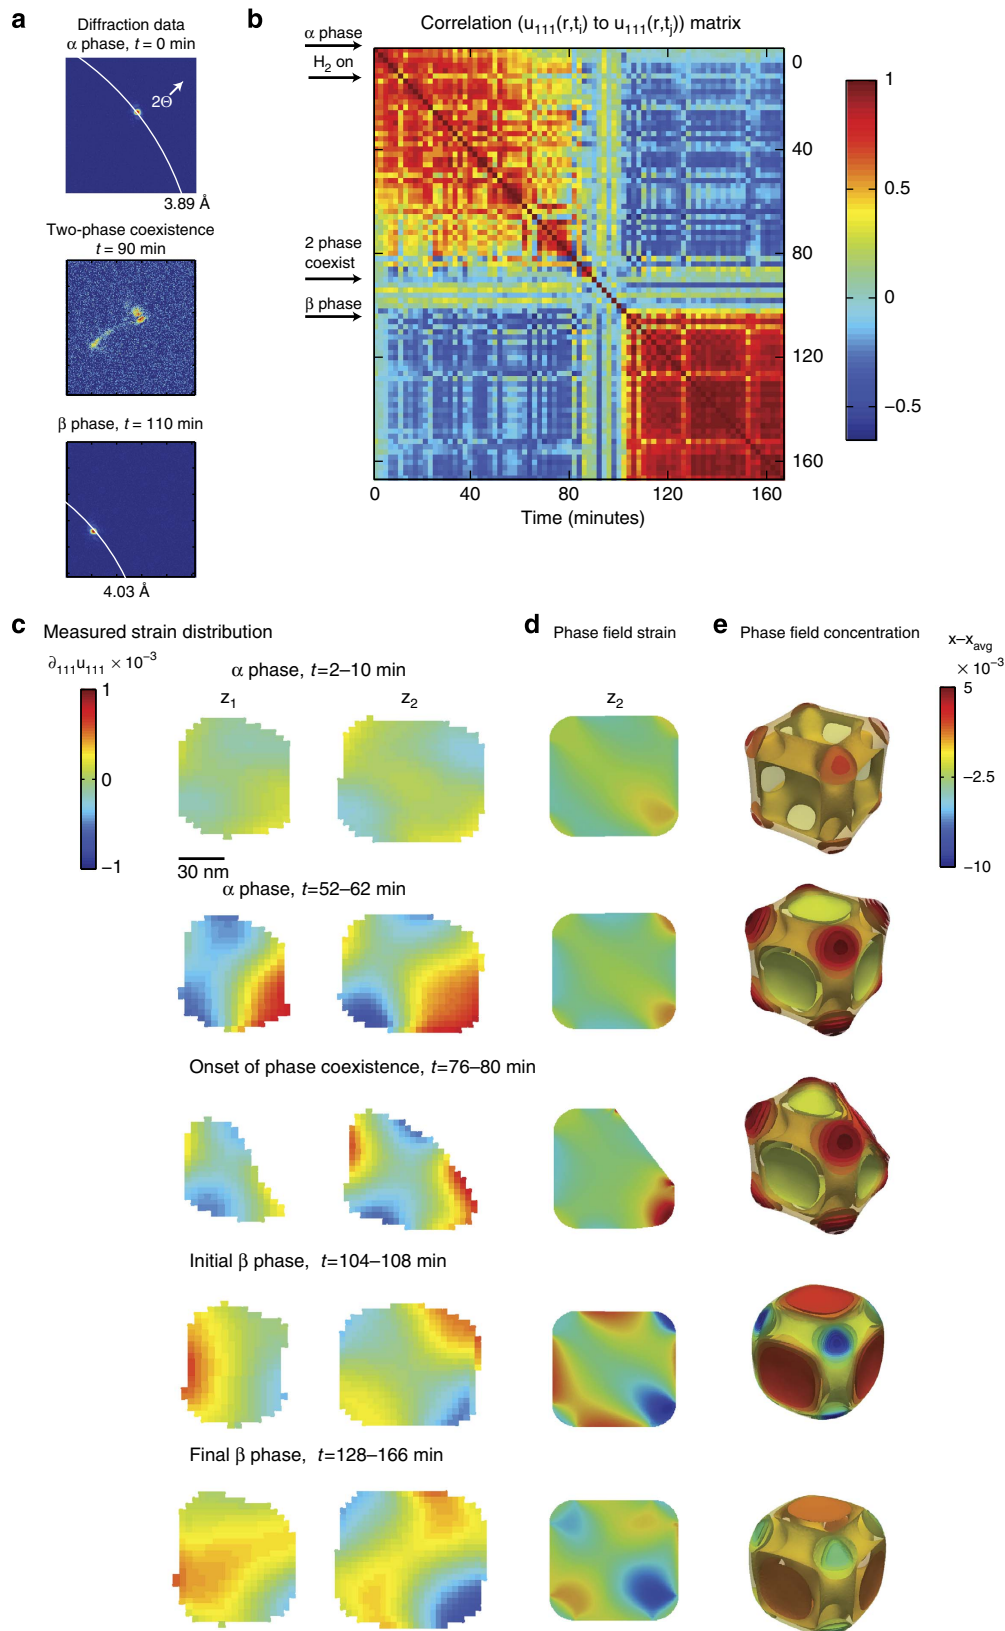 a
Diffraction data
α phase, t = 0 min
2Θ
3.89 Å
Two-phase coexistence
t = 90 min
β phase, t = 110 min
4.03 Å
b
Correlation (u111(r,ti) to u111(r,tj)) matrix
α phase
H2 on
2 phase
coexist
β phase
0
40
80
120
160
0
40
80
120
160
Time (minutes)
1
0.5
0
−0.5
c Measured strain distribution
∂111u111 × 10−3
1
0
−1
α phase, t=2–10 min
z1
z2
30 nm
α phase, t=52–62 min
Onset of phase coexistence, t=76–80 min
Initial β phase, t=104–108 min
Final β phase, t=128–166 min
d Phase field strain
z2
e Phase field concentration
x–xavg
× 10−3
5
−2.5
−10